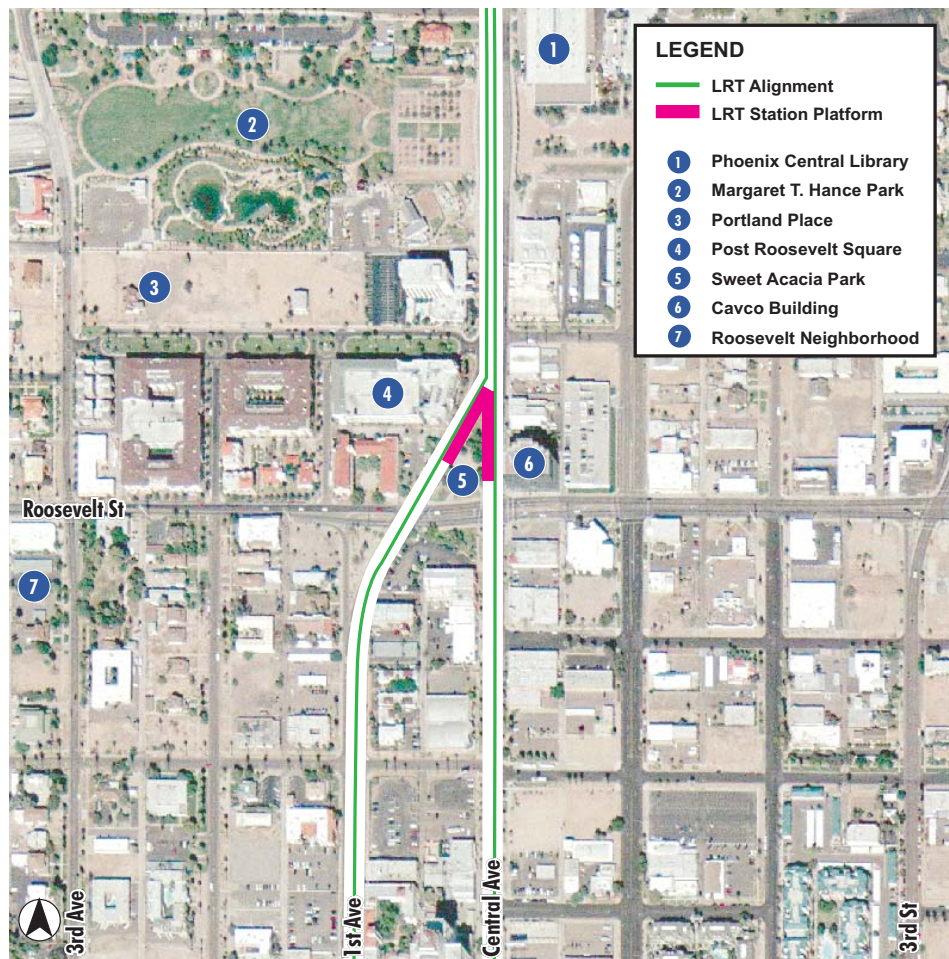 LEGEND
LRT Alignment
LRT Station Platform
1 Phoenix Central Library
2 Margaret T. Hance Park
3 Portland Place
4 Post Roosevelt Square
5 Sweet Acacia Park
6 Cavco Building
7 Roosevelt Neighborhood
1
2
3
4
5
6
Roosevelt St
7
3rd Ave
1st Ave
Central Ave
3rd St